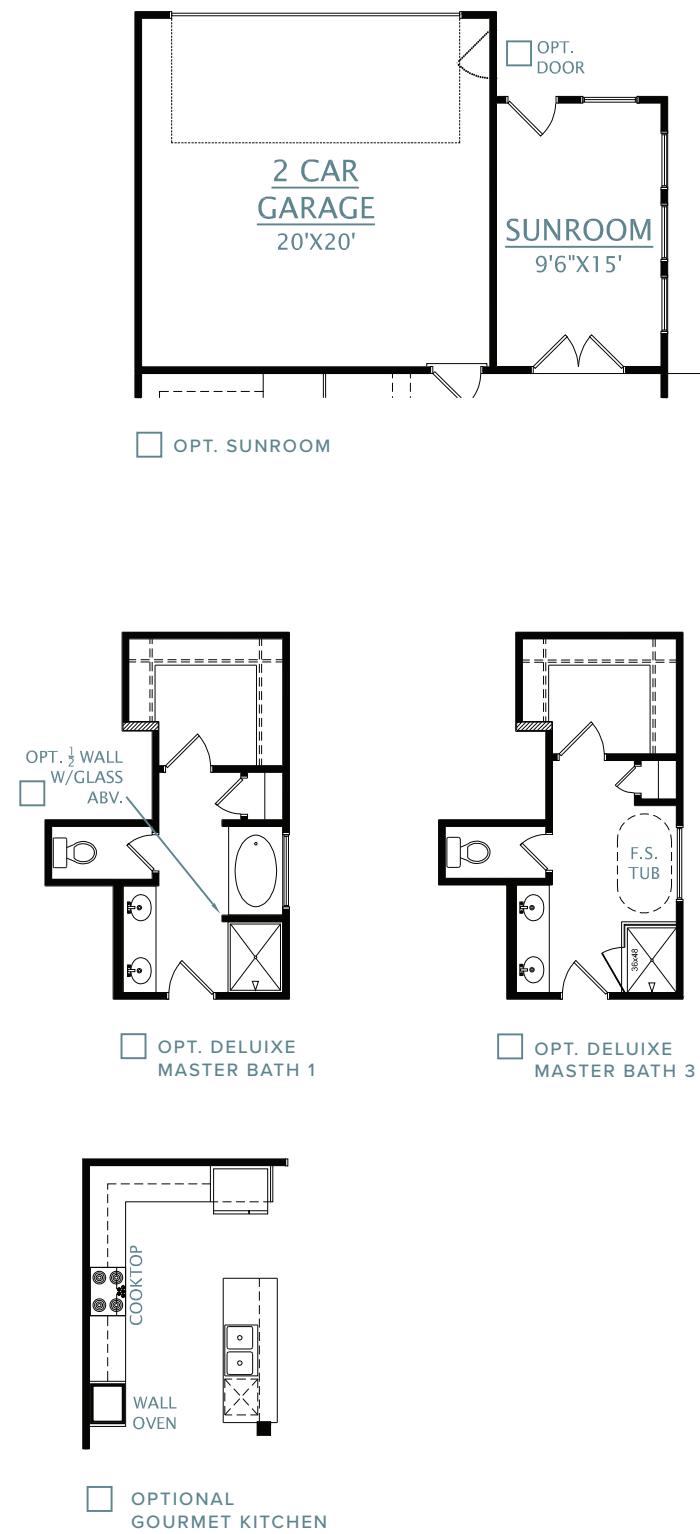 OPT.
DOOR
2 CAR
GARAGE
20'X20'
SUNROOM
9'6"X15'
OPT. SUNROOM
OPT. ½ WALL
W/GLASS
ABV.
F.S.
TUB
36x48
OPT. DELUIXE
MASTER BATH 1
OPT. DELUIXE
MASTER BATH 3
COOKTOP
WALL
OVEN
OPTIONAL
GOURMET KITCHEN